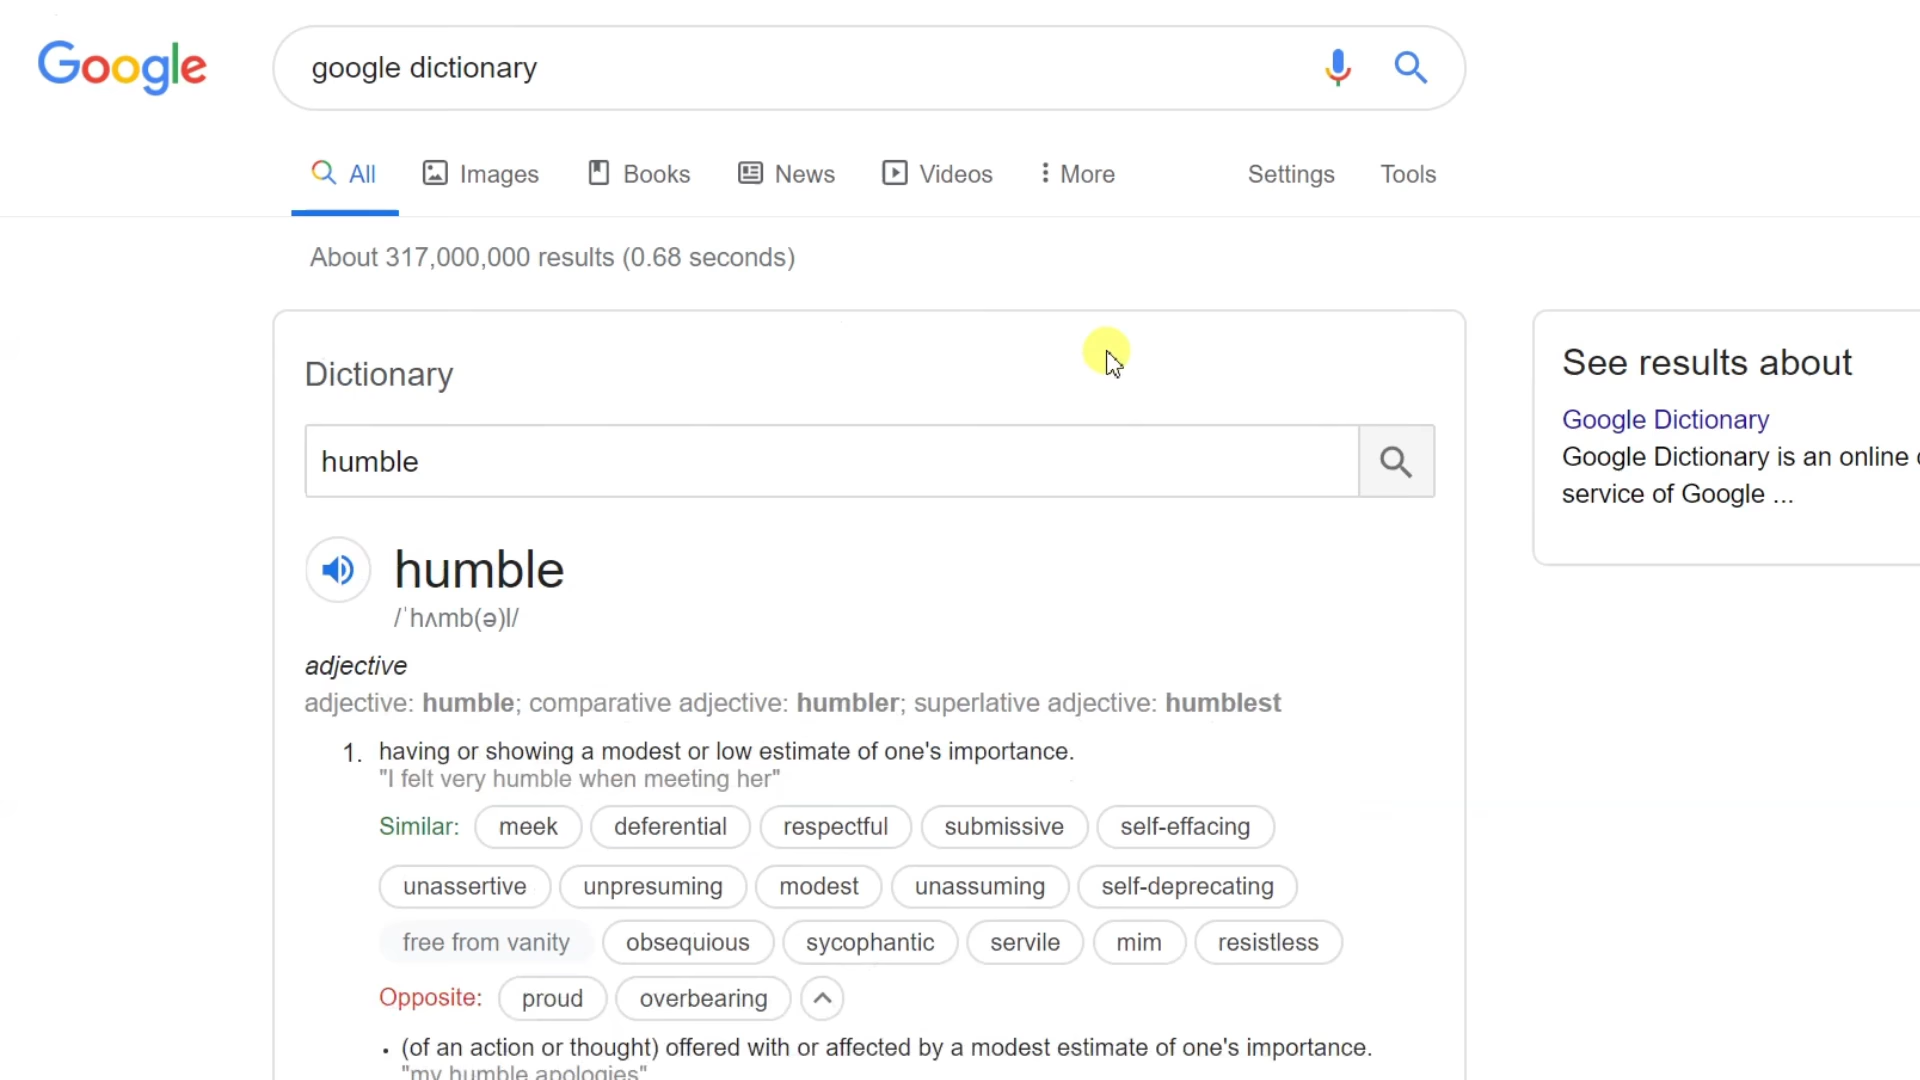 Google
google dictionary
All Images Books News Videos More Settings Tools
About 317,000,000 results (0.68 seconds)
Dictionary
humble
humble
/ˈhʌmb(ə)l/
adjective
adjective: humble; comparative adjective: humbler; superlative adjective: humblest
1. having or showing a modest or low estimate of one's importance.
"I felt very humble when meeting her"
Similar: meek deferential respectful submissive self-effacing
unassertive unpresuming modest unassuming self-deprecating
free from vanity obsequious sycophantic servile mim resistless
Opposite: proud overbearing
• (of an action or thought) offered with or affected by a modest estimate of one's importance.
"my humble apologies"
See results about
Google Dictionary
Google Dictionary is an online
service of Google ...